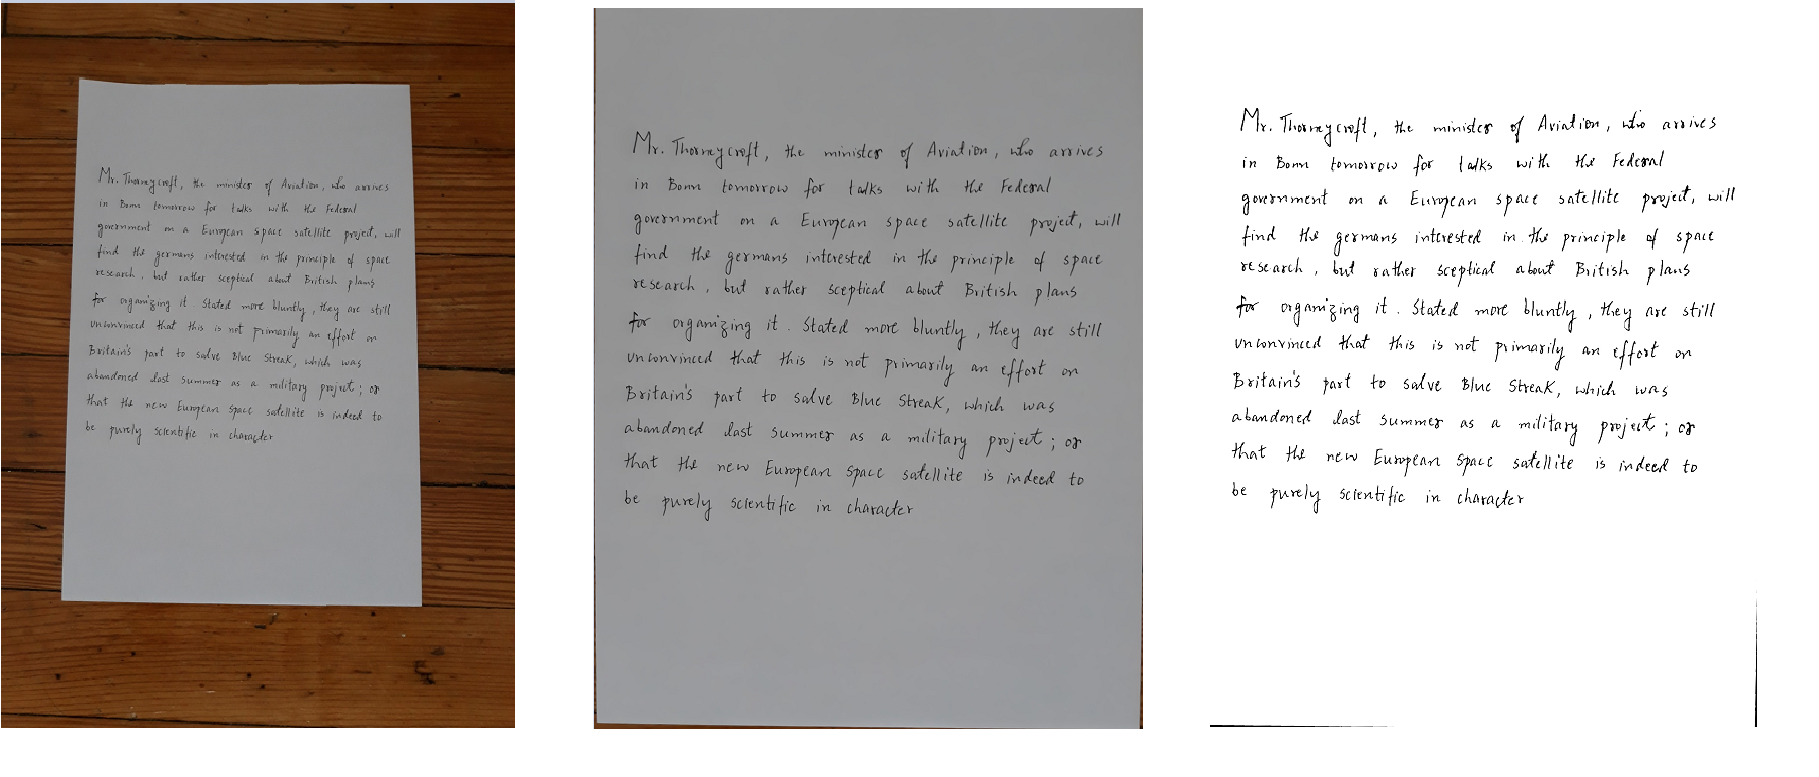 Mr. Thorneycroft, the minister of Aviation, who arrives
in Bonn tomorrow for talks with the Federal
government on a European space satellite project, will
find the germans interested in the principle of space
research, but rather sceptical about British plans
for organizing it. Stated more bluntly, they are still
unconvinced that this is not primarily an effort on
Britain's part to salve Blue Streak, which was
abandoned last summer as a military project; or
that the new European space satellite is indeed to
be purely scientific in character
Mr. Thorneycroft, the minister of Aviation, who arrives
in Bonn tomorrow for talks with the Federal
government on a European space satellite project, will
find the germans interested in the principle of space
research, but rather sceptical about British plans
for organizing it. Stated more bluntly, they are still
unconvinced that this is not primarily an effort on
Britain's part to salve Blue Streak, which was
abandoned last summer as a military project; or
that the new European space satellite is indeed to
be purely scientific in character
Mr. Thorneycroft, the minister of Aviation, who arrives
in Bonn tomorrow for talks with the Federal
government on a European space satellite project, will
find the germans interested in the principle of space
research, but rather sceptical about British plans
for organizing it. Stated more bluntly, they are still
unconvinced that this is not primarily an effort on
Britain's part to salve Blue Streak, which was
abandoned last summer as a military project; or
that the new European space satellite is indeed to
be purely scientific in character